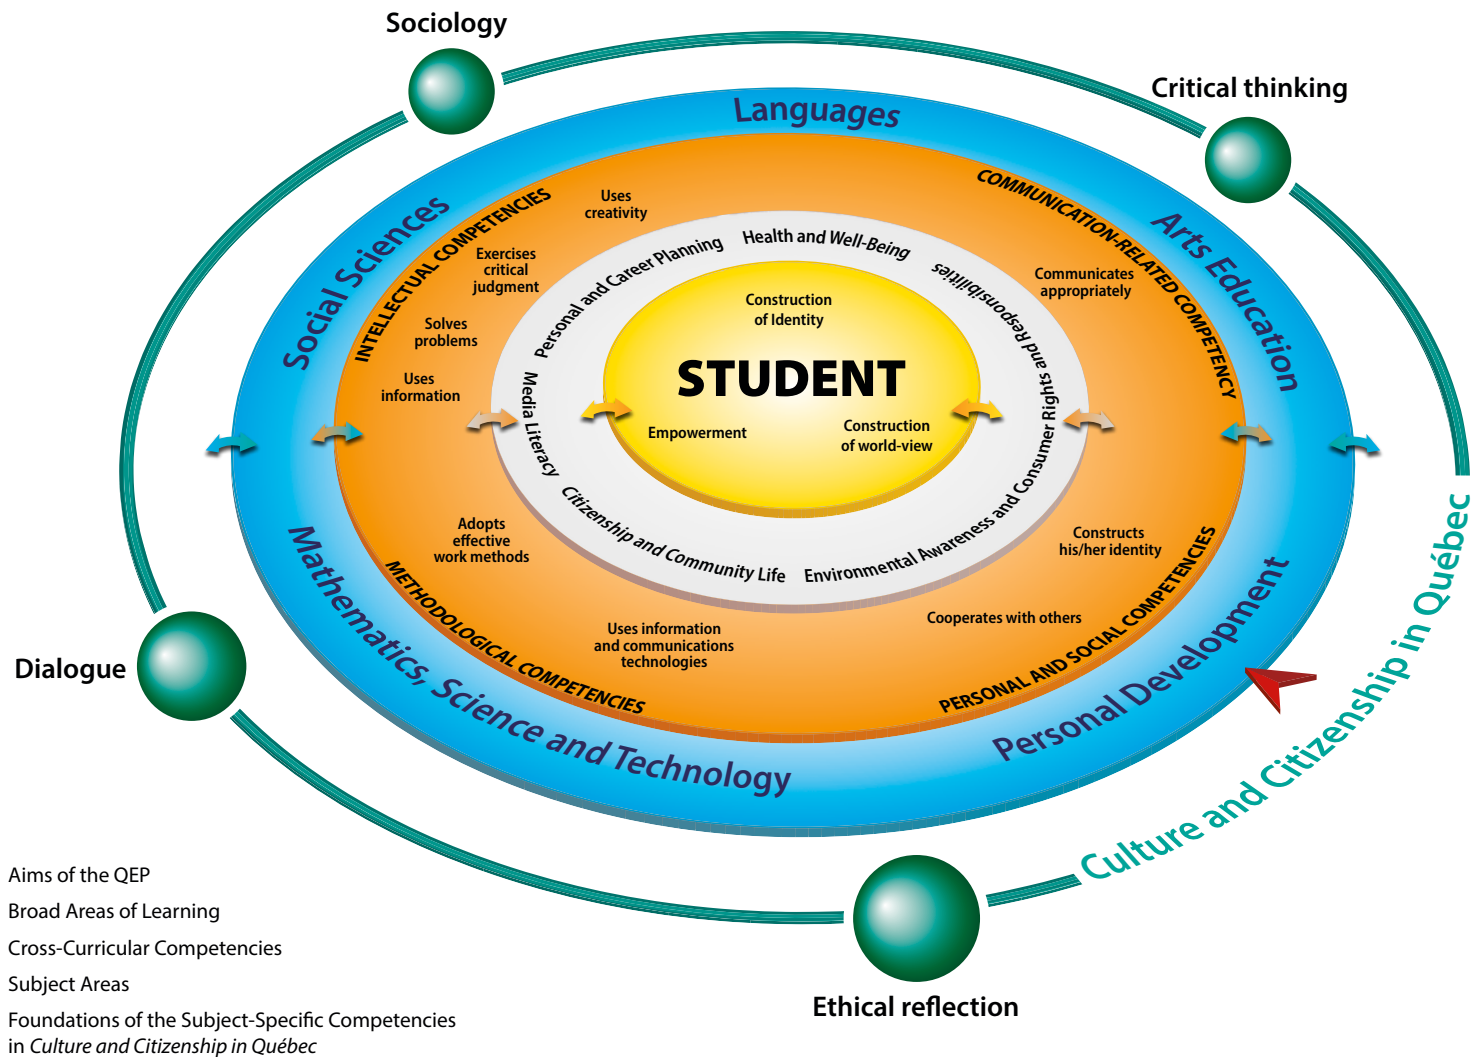 Sociology
Critical thinking
Languages
Social Sciences
Arts Education
INTELLECTUAL COMPETENCIES
COMMUNICATION-RELATED COMPETENCY
Uses
creativity
Exercises
critical
judgment
Solves
problems
Uses
information
Communicates
appropriately
Personal and Career Planning
Health and Well-Being
Environmental Awareness and Consumer Rights and Responsibilities
Media Literacy
Citizenship and Community Life
Construction
of Identity
STUDENT
Empowerment
Construction
of world-view
Adopts
effective
work methods
Constructs
his/her identity
Uses information
and communications
technologies
Cooperates with others
METHODOLOGICAL COMPETENCIES
PERSONAL AND SOCIAL COMPETENCIES
Mathematics, Science and Technology
Personal Development
Culture and Citizenship in Québec
Dialogue
Ethical reflection
Aims of the QEP
Broad Areas of Learning
Cross-Curricular Competencies
Subject Areas
Foundations of the Subject-Specific Competencies
in Culture and Citizenship in Québec